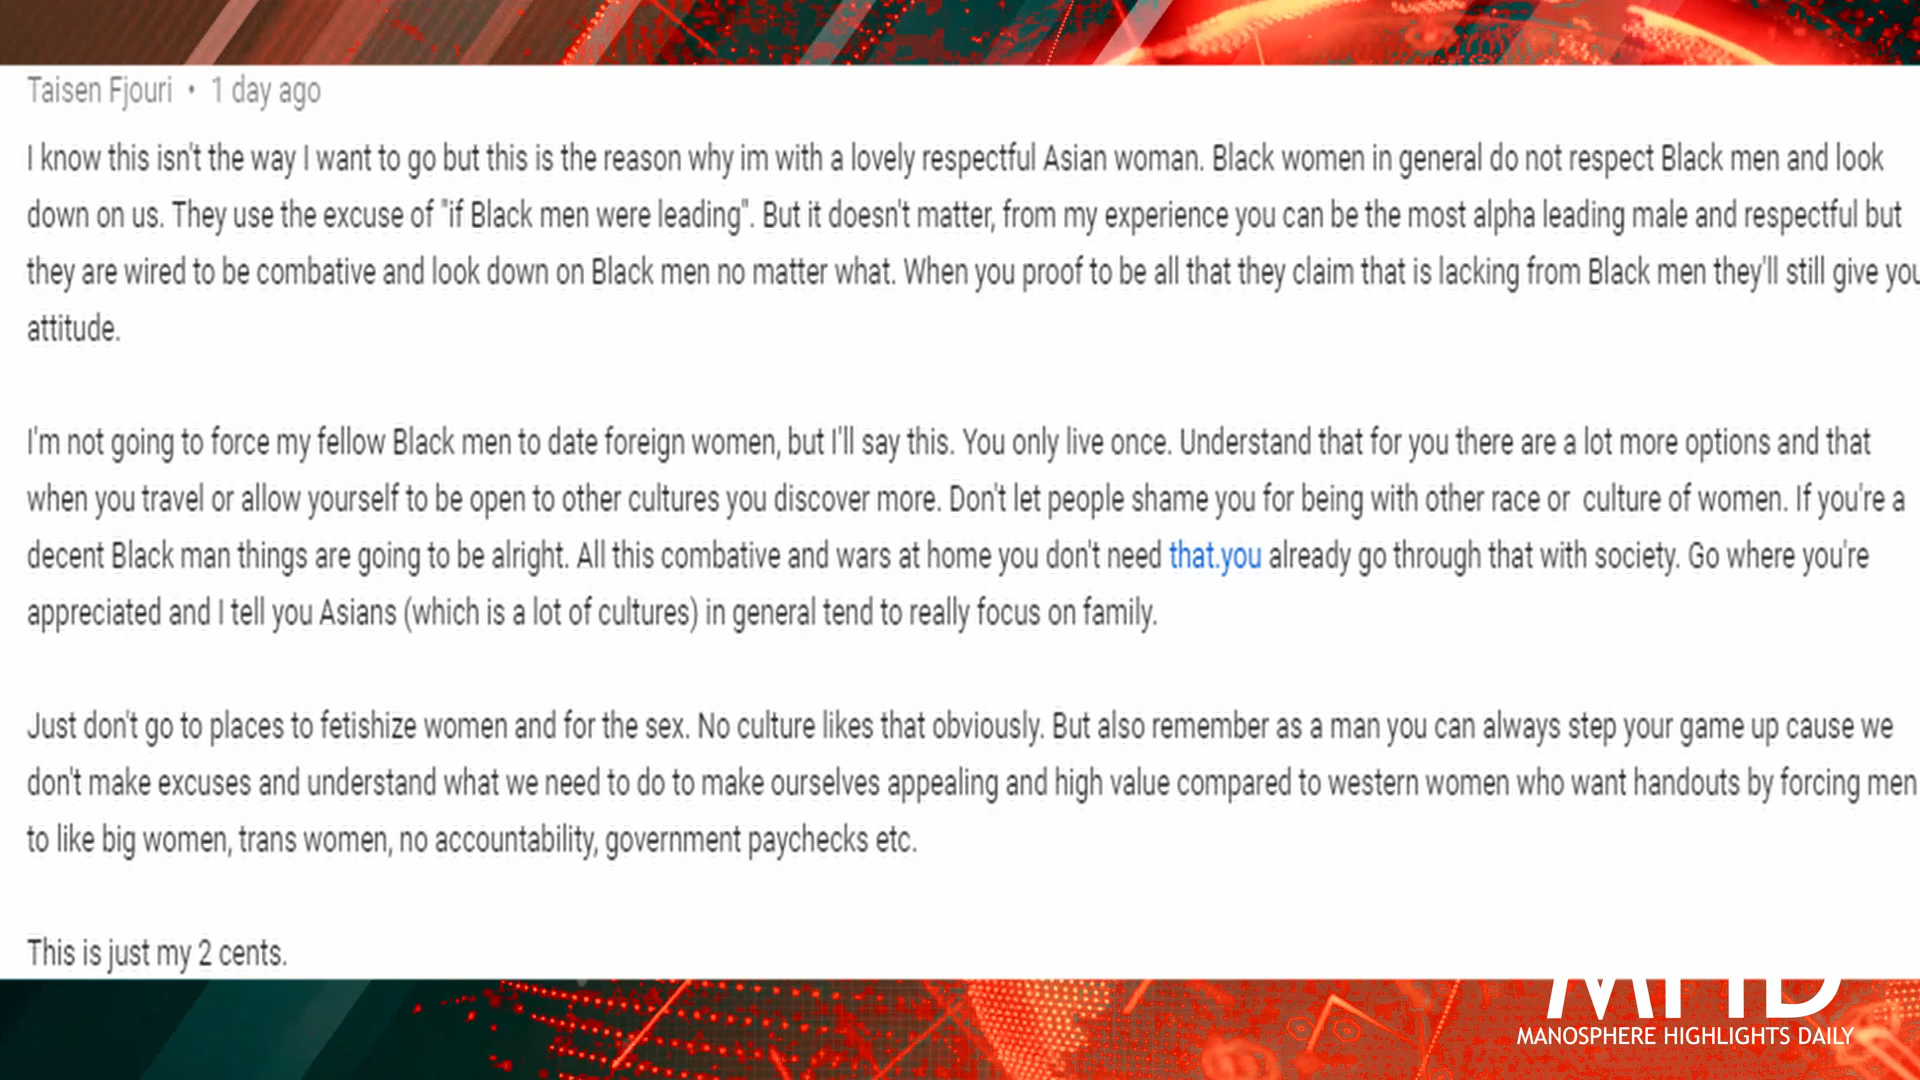 Taisen Fjouri • 1 day ago
I know this isn't the way I want to go but this is the reason why im with a lovely respectful Asian woman. Black women in general do not respect Black men and look
down on us. They use the excuse of "if Black men were leading". But it doesn't matter, from my experience you can be the most alpha leading male and respectful but
they are wired to be combative and look down on Black men no matter what. When you proof to be all that they claim that is lacking from Black men they'll still give you
attitude.
I'm not going to force my fellow Black men to date foreign women, but I'll say this. You only live once. Understand that for you there are a lot more options and that
when you travel or allow yourself to be open to other cultures you discover more. Don't let people shame you for being with other race or culture of women. If you're a
decent Black man things are going to be alright. All this combative and wars at home you don't need that.you already go through that with society. Go where you're
appreciated and I tell you Asians (which is a lot of cultures) in general tend to really focus on family.
Just don't go to places to fetishize women and for the sex. No culture likes that obviously. But also remember as a man you can always step your game up cause we
don't make excuses and understand what we need to do to make ourselves appealing and high value compared to western women who want handouts by forcing men
to like big women, trans women, no accountability, government paychecks etc.
This is just my 2 cents.
MHD
MANOSPHERE HIGHLIGHTS DAILY